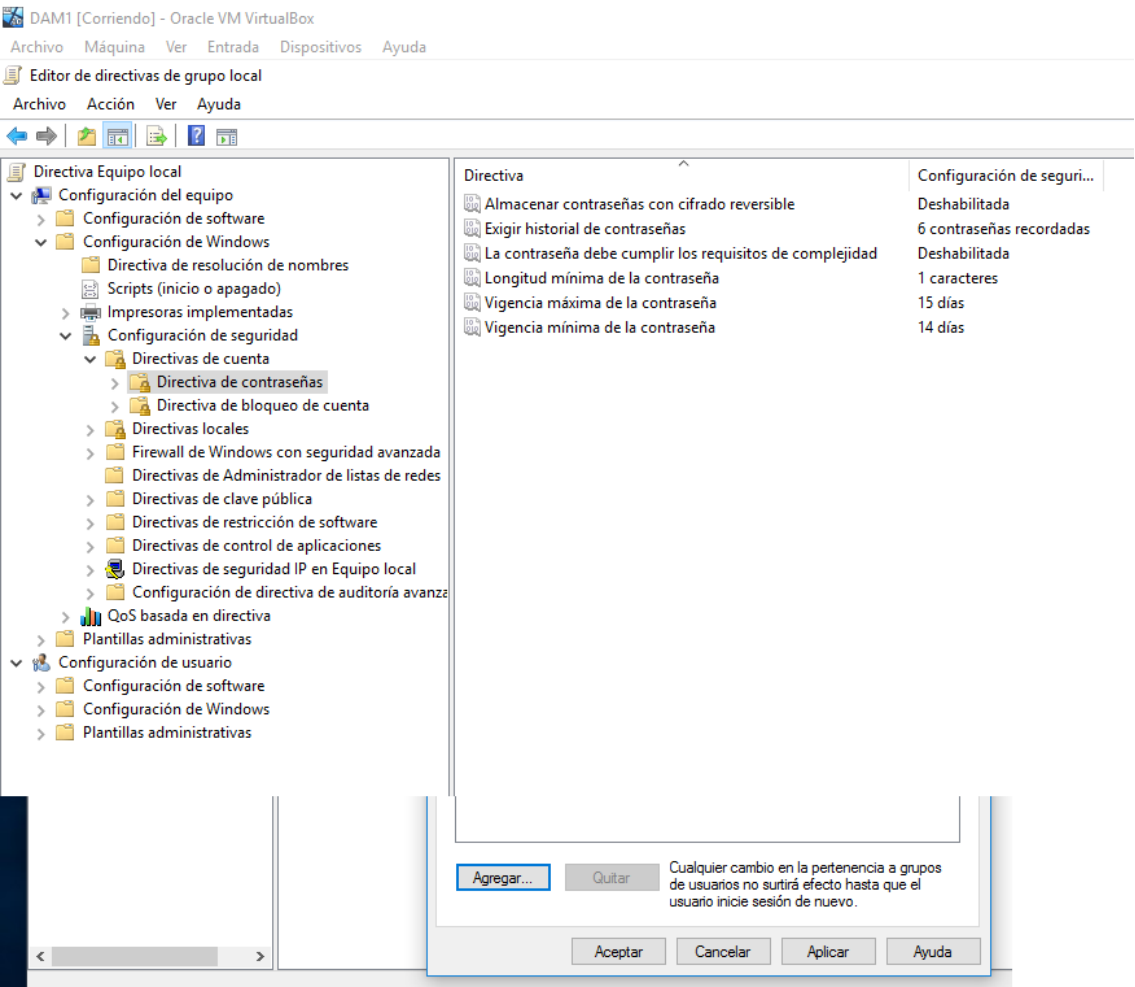 DAM1 [Corriendo] - Oracle VM VirtualBox
Archivo Máquina Ver Entrada Dispositivos Ayuda
Editor de directivas de grupo local
Archivo Acción Ver Ayuda
Directiva Equipo local
Configuración del equipo
Configuración de software
Configuración de Windows
Directiva de resolución de nombres
Scripts (inicio o apagado)
Impresoras implementadas
Configuración de seguridad
Directivas de cuenta
Directiva de contraseñas
Directiva de bloqueo de cuenta
Directivas locales
Firewall de Windows con seguridad avanzada
Directivas de Administrador de listas de redes
Directivas de clave pública
Directivas de restricción de software
Directivas de control de aplicaciones
Directivas de seguridad IP en Equipo local
Configuración de directiva de auditoría avanza
QoS basada en directiva
Plantillas administrativas
Configuración de usuario
Configuración de software
Configuración de Windows
Plantillas administrativas
Directiva Configuración de seguri...
Almacenar contraseñas con cifrado reversible Deshabilitada
Exigir historial de contraseñas 6 contraseñas recordadas
La contraseña debe cumplir los requisitos de complejidad Deshabilitada
Longitud mínima de la contraseña 1 caracteres
Vigencia máxima de la contraseña 15 días
Vigencia mínima de la contraseña 14 días
Agregar... Quitar
Cualquier cambio en la pertenencia a grupos
de usuarios no surtirá efecto hasta que el
usuario inicie sesión de nuevo.
Aceptar Cancelar Aplicar Ayuda